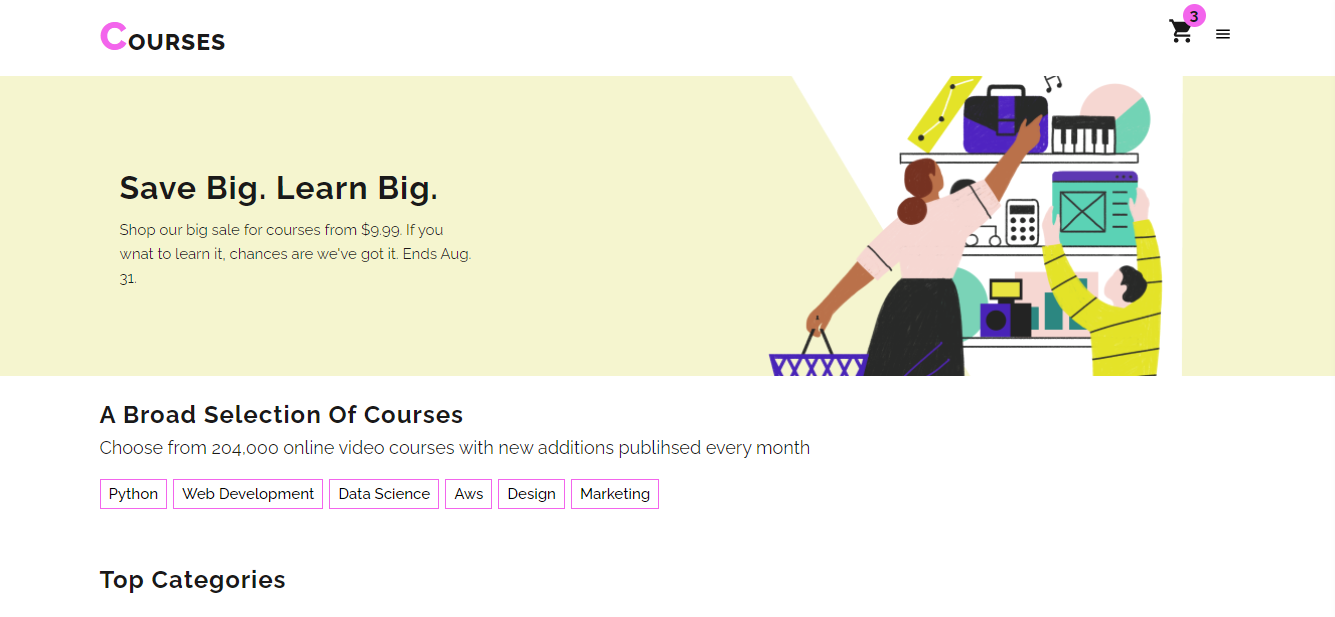 COURSES
3
Save Big. Learn Big.
Shop our big sale for courses from $9.99. If you
wnat to learn it, chances are we've got it. Ends Aug.
31.
A Broad Selection Of Courses
Choose from 204,000 online video courses with new additions publihsed every month
Python Web Development Data Science Aws Design Marketing
Top Categories